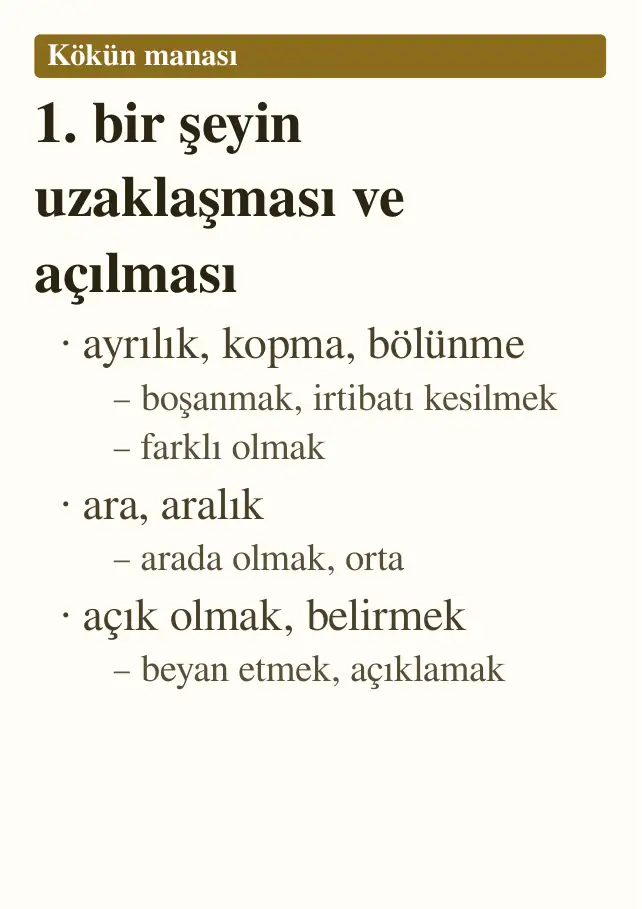 Kökün manası
1. bir şeyin
uzaklaşması ve
açılması
· ayrılık, kopma, bölünme
– boşanmak, irtibatı kesilmek
– farklı olmak
· ara, aralık
– arada olmak, orta
· açık olmak, belirmek
– beyan etmek, açıklamak